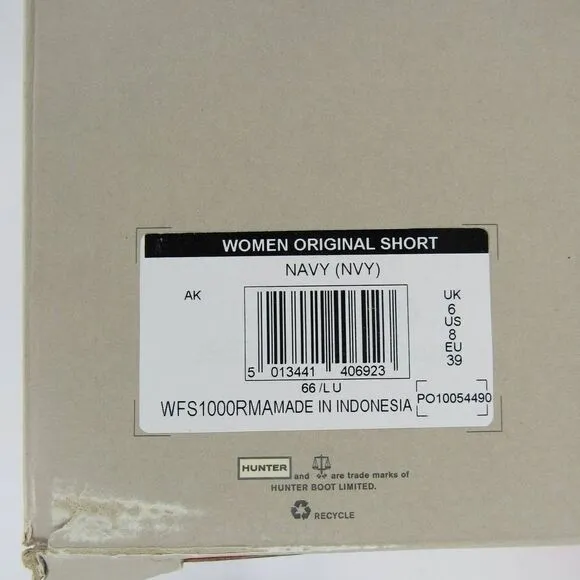 WOMEN ORIGINAL SHORT
NAVY (NVY)
AK
UK
6
US
8
EU
39
5 013441 406923
66 /L U
WFS1000RMAMADE IN INDONESIA
PO10054490
HUNTER and are trade marks of
HUNTER BOOT LIMITED.
RECYCLE